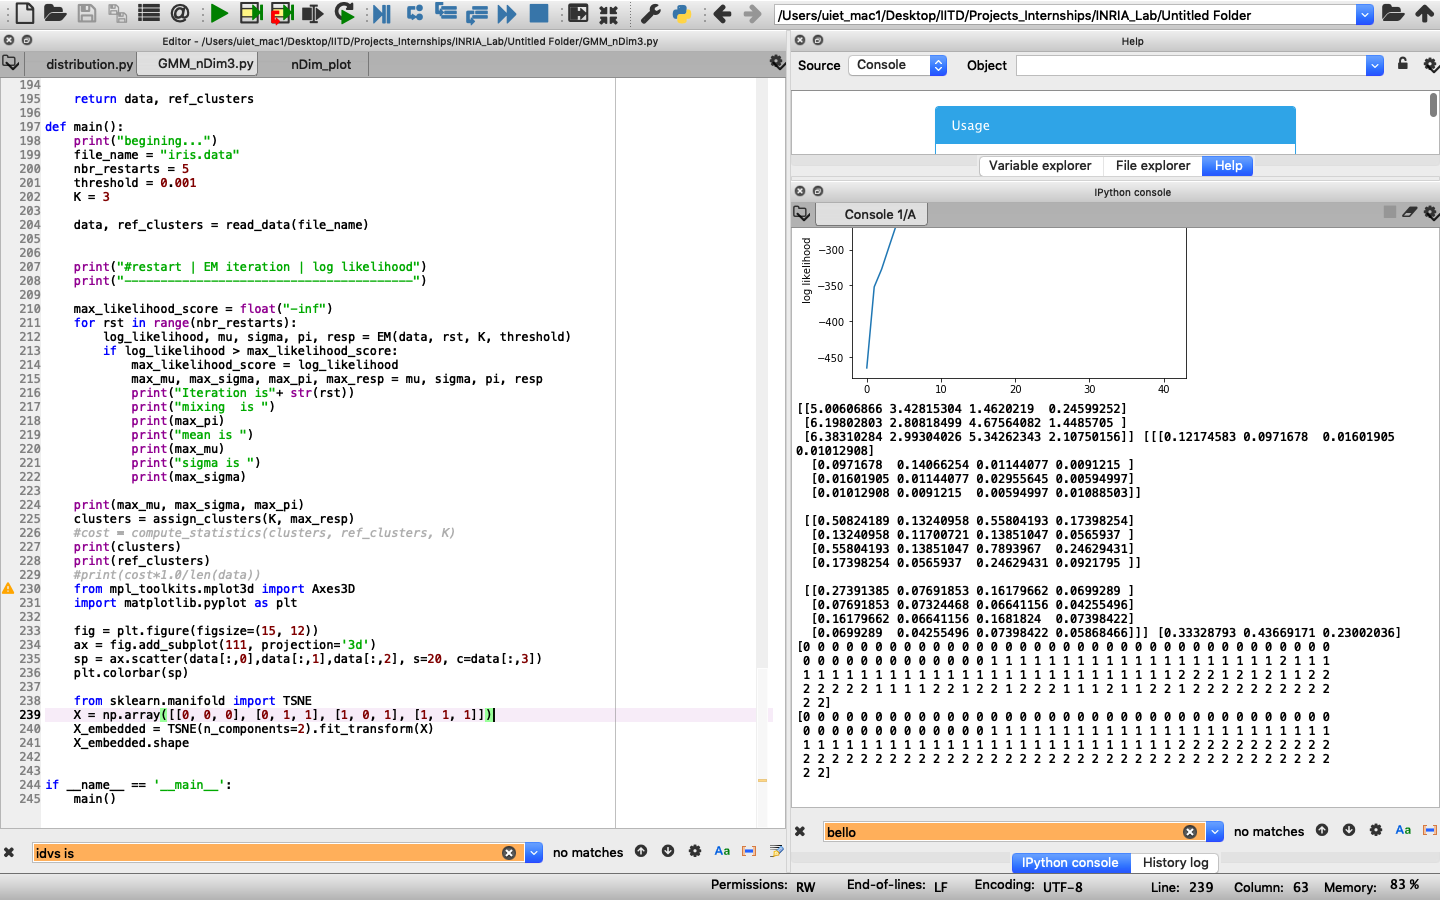 /Users/uiet_mac1/Desktop/IITD/Projects_Internships/INRIA_Lab/Untitled Folder
Editor - /Users/uiet_mac1/Desktop/IITD/Projects_Internships/INRIA_Lab/Untitled Folder/GMM_nDim3.py
distribution.py
GMM_nDim3.py
nDim_plot
194
195 return data, ref_clusters
196
197 def main():
198 print("begining...")
199 file_name = "iris.data"
200 nbr_restarts = 5
201 threshold = 0.001
202 K = 3
203
204 data, ref_clusters = read_data(file_name)
205
206
207 print("#restart | EM iteration | log likelihood")
208 print("----------------------------------------")
209
210 max_likelihood_score = float("-inf")
211 for rst in range(nbr_restarts):
212 log_likelihood, mu, sigma, pi, resp = EM(data, rst, K, threshold)
213 if log_likelihood > max_likelihood_score:
214 max_likelihood_score = log_likelihood
215 max_mu, max_sigma, max_pi, max_resp = mu, sigma, pi, resp
216 print("Iteration is"+ str(rst))
217 print("mixing  is ")
218 print(max_pi)
219 print("mean is ")
220 print(max_mu)
221 print("sigma is ")
222 print(max_sigma)
223
224 print(max_mu, max_sigma, max_pi)
225 clusters = assign_clusters(K, max_resp)
226 #cost = compute_statistics(clusters, ref_clusters, K)
227 print(clusters)
228 print(ref_clusters)
229 #print(cost*1.0/len(data))
230 from mpl_toolkits.mplot3d import Axes3D
231 import matplotlib.pyplot as plt
232
233 fig = plt.figure(figsize=(15, 12))
234 ax = fig.add_subplot(111, projection='3d')
235 sp = ax.scatter(data[:,0],data[:,1],data[:,2], s=20, c=data[:,3])
236 plt.colorbar(sp)
237
238 from sklearn.manifold import TSNE
239 X = np.array([[0, 0, 0], [0, 1, 1], [1, 0, 1], [1, 1, 1]])
240 X_embedded = TSNE(n_components=2).fit_transform(X)
241 X_embedded.shape
242
243
244 if __name__ == '__main__':
245 main()
idvs is
no matches
Aa
Help
Source Console Object
Usage
Variable explorer File explorer Help
IPython console
Console 1/A
log likelihood
−300
−350
−400
−450
0 10 20 30 40
[[5.00606866 3.42815304 1.4620219  0.24599252]
[6.19802803 2.80818499 4.67564082 1.4485705 ]
[6.38310284 2.99304026 5.34262343 2.10750156]] [[[0.12174583 0.0971678  0.01601905
0.01012908]
[0.0971678  0.14066254 0.01144077 0.0091215 ]
[0.01601905 0.01144077 0.02955645 0.00594997]
[0.01012908 0.0091215  0.00594997 0.01088503]]
[[0.50824189 0.13240958 0.55804193 0.17398254]
[0.13240958 0.11700721 0.13851047 0.0565937 ]
[0.55804193 0.13851047 0.7893967  0.24629431]
[0.17398254 0.0565937  0.24629431 0.0921795 ]]
[[0.27391385 0.07691853 0.16179662 0.0699289 ]
[0.07691853 0.07324468 0.06641156 0.04255496]
[0.16179662 0.06641156 0.1681824  0.07398422]
[0.0699289  0.04255496 0.07398422 0.05868466]]] [0.33328793 0.43669171 0.23002036]
[0 0 0 0 0 0 0 0 0 0 0 0 0 0 0 0 0 0 0 0 0 0 0 0 0 0 0 0 0 0 0 0 0 0 0 0 0
0 0 0 0 0 0 0 0 0 0 0 0 0 1 1 1 1 1 1 1 1 1 1 1 1 1 1 1 1 1 1 1 1 2 1 1 1
1 1 1 1 1 1 1 1 1 1 1 1 1 1 1 1 1 1 1 1 1 1 1 1 1 1 2 1 2 2 2 1 2 2 1 2 2
2 2 2 2 1 1 1 1 1 1 2 2 1 2 2 2 1 2 2 1 1 2 1 1 1 1 2 2 1 1 2 2 2 1 2 2 2
2 2]
[0 0 0 0 0 0 0 0 0 0 0 0 0 0 0 0 0 0 0 0 0 0 0 0 0 0 0 0 0 0 0 0 0 0 0 0 0
0 0 0 0 0 0 0 0 0 0 0 0 0 1 1 1 1 1 1 1 1 1 1 1 1 1 1 1 1 1 1 1 1 1 1 1 1
1 1 1 1 1 1 1 1 1 1 1 1 1 1 1 1 1 1 1 1 1 1 1 1 1 1 2 2 2 2 2 2 2 2 2 2 2
2 2 2 2 2 2 2 2 2 2 2 2 2 2 2 2 2 2 2 2 2 2 2 2 2 2 2 2 2 2 2 2 2 2 2 2 2
2 2]
bello
no matches
Aa
IPython console History log
Permissions: RW End-of-lines: LF Encoding: UTF-8 Line: 239 Column: 63 Memory: 83 %